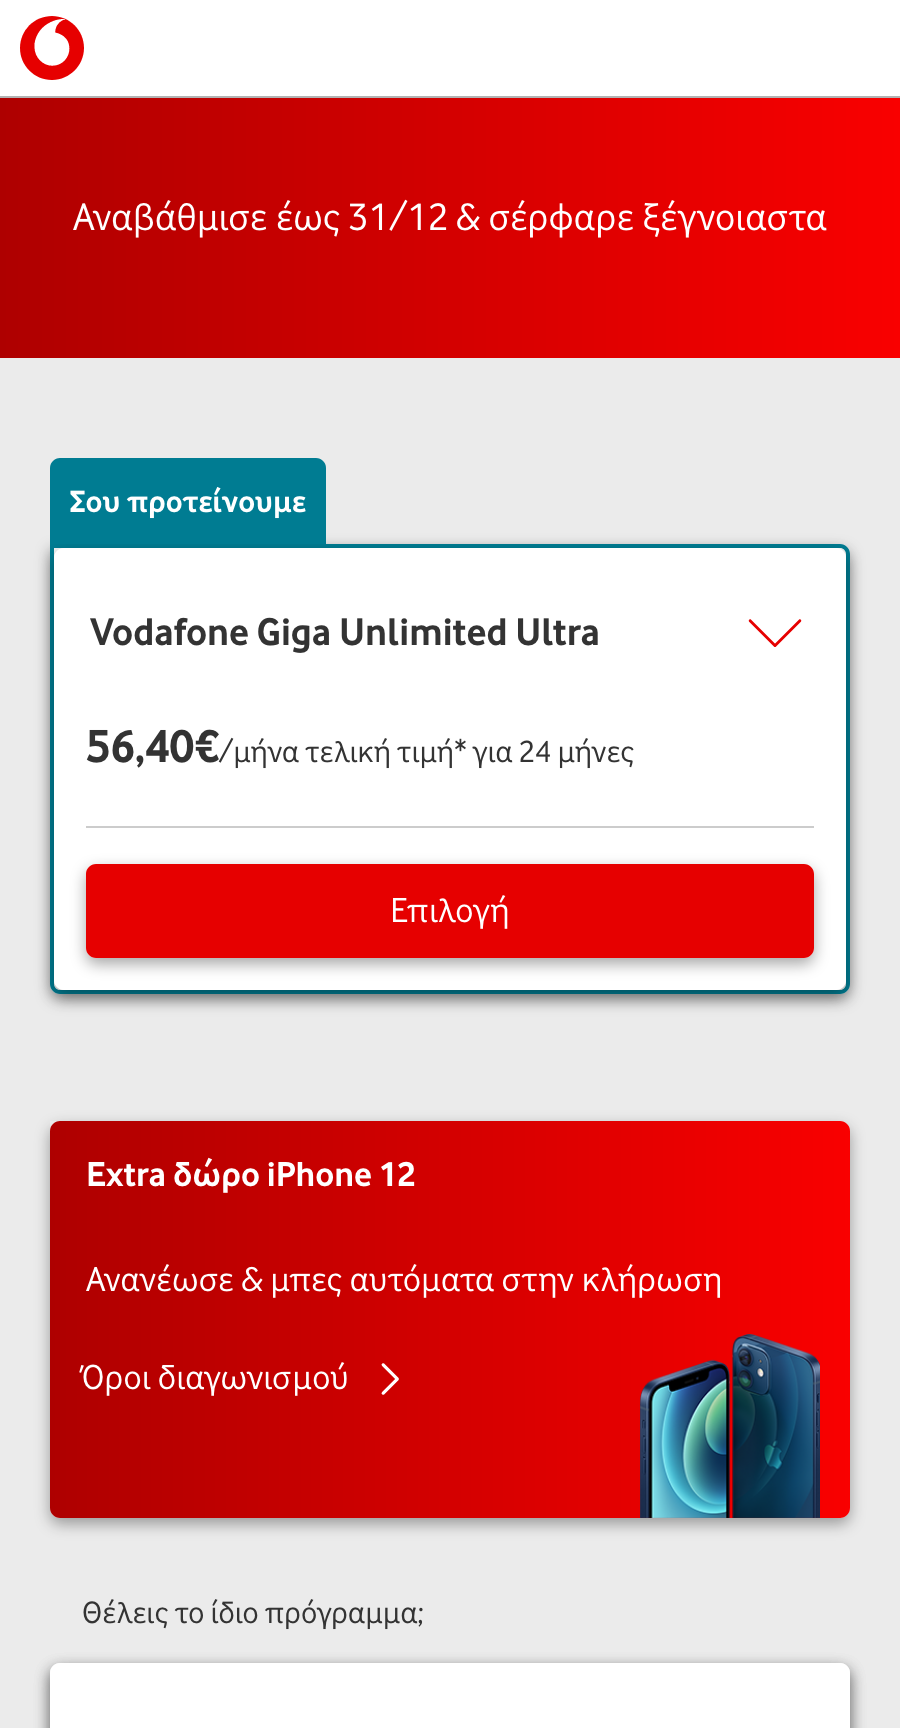 Αναβάθμισε έως 31/12 & σέρφαρε ξέγνοιαστα
Σου προτείνουμε
Vodafone Giga Unlimited Ultra
56,40€/μήνα τελική τιμή* για 24 μήνες
Επιλογή
Extra δώρο iPhone 12
Ανανέωσε & μπες αυτόματα στην κλήρωση
Όροι διαγωνισμού
Θέλεις το ίδιο πρόγραμμα;